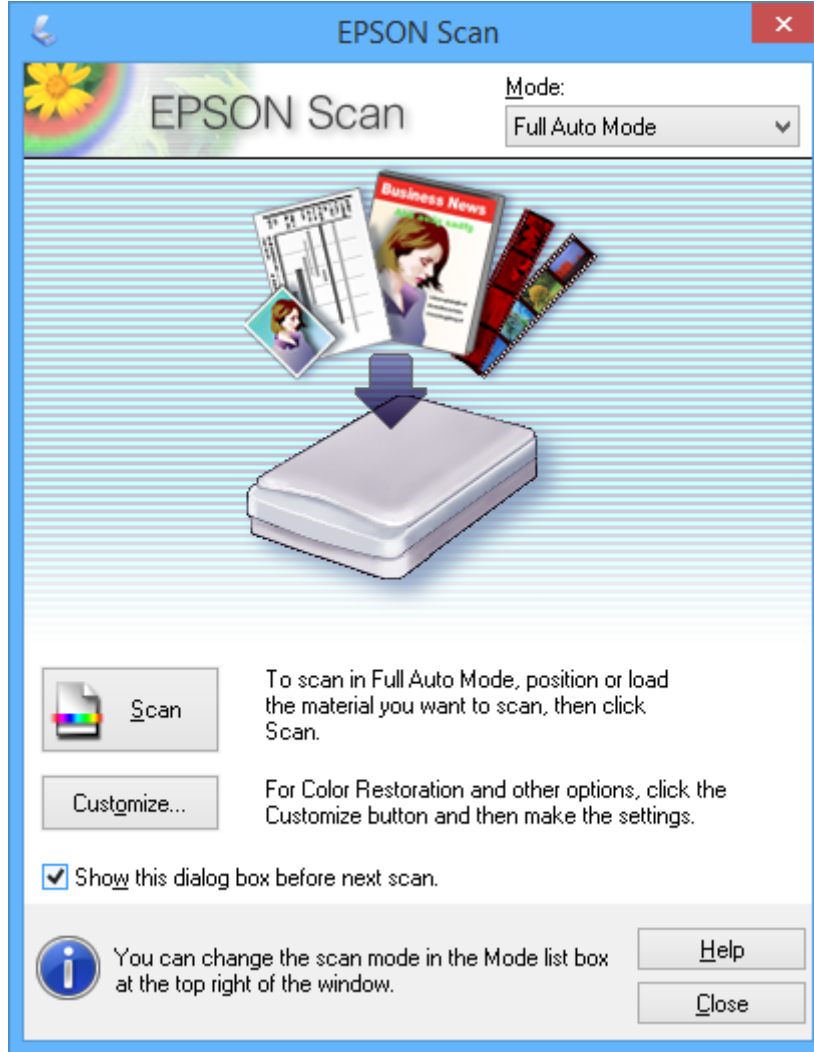 EPSON Scan
EPSON Scan
Mode:
Full Auto Mode
Business News
Scan
To scan in Full Auto Mode, position or load
the material you want to scan, then click
Scan.
Customize...
For Color Restoration and other options, click the
Customize button and then make the settings.
Show this dialog box before next scan.
You can change the scan mode in the Mode list box
at the top right of the window.
Help
Close